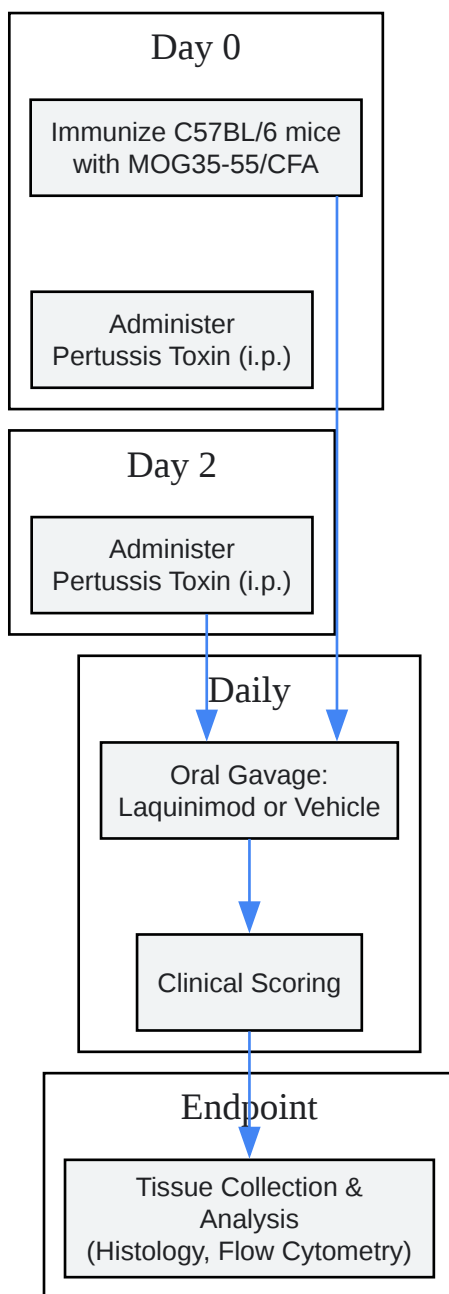 Day 0
Immunize C57BL/6 mice
with MOG35-55/CFA
Administer
Pertussis Toxin (i.p.)
Day 2
Administer
Pertussis Toxin (i.p.)
Daily
Oral Gavage:
Laquinimod or Vehicle
Clinical Scoring
Endpoint
Tissue Collection &
Analysis
(Histology, Flow Cytometry)